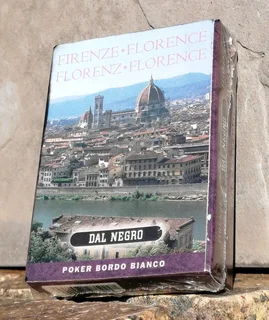 FIRENZE • FLORENCE
FLORENZ • FLORENCE
DAL NEGRO
POKER BORDO BIANCO